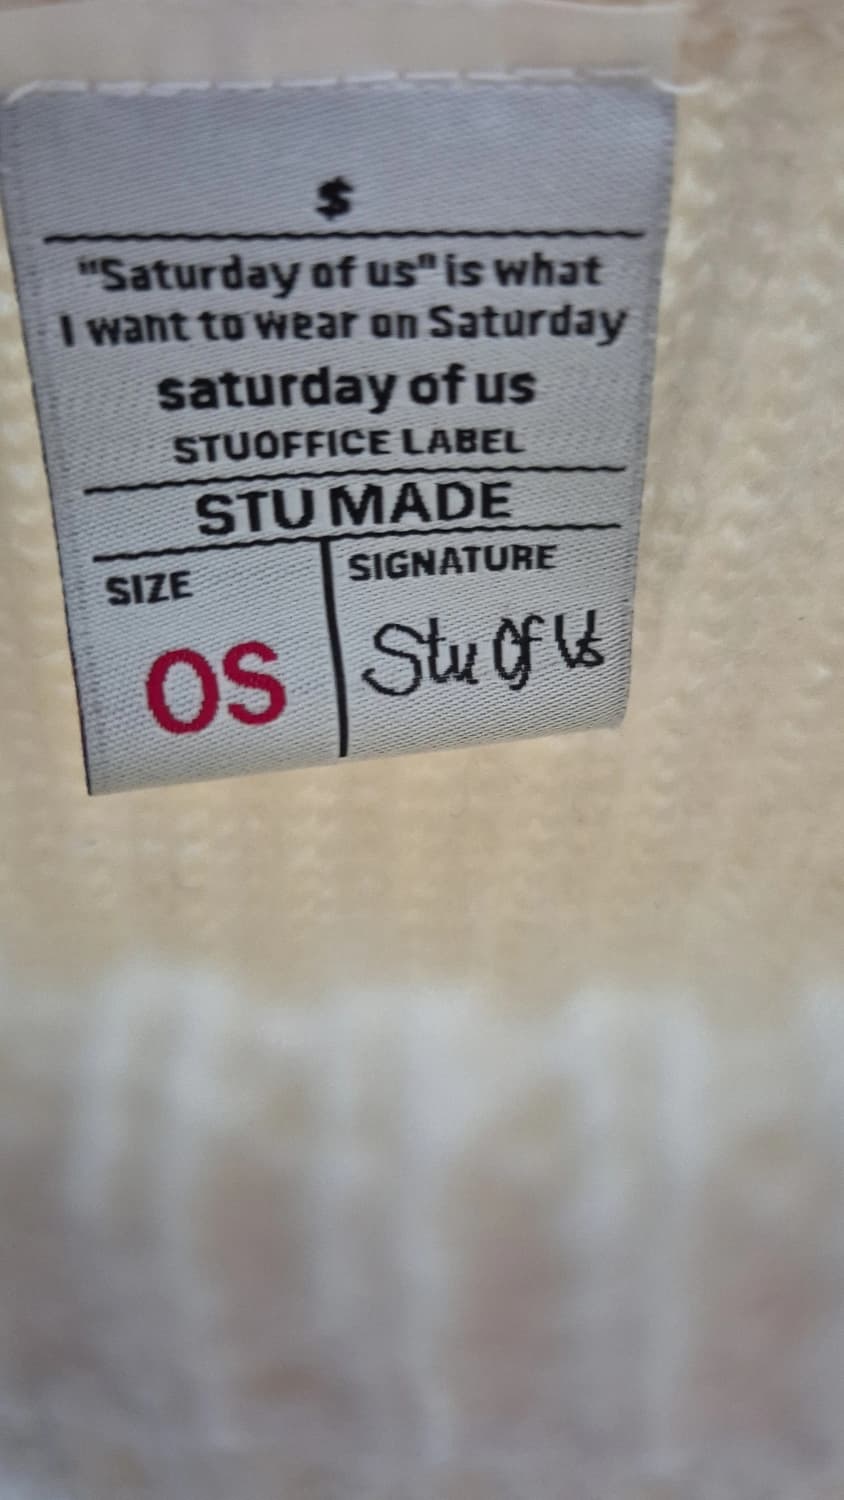 $
"Saturday of us" is what
I want to wear on Saturday
saturday of us
STUOFFICE LABEL
STU MADE
SIZE
OS
SIGNATURE
Stu Of Us